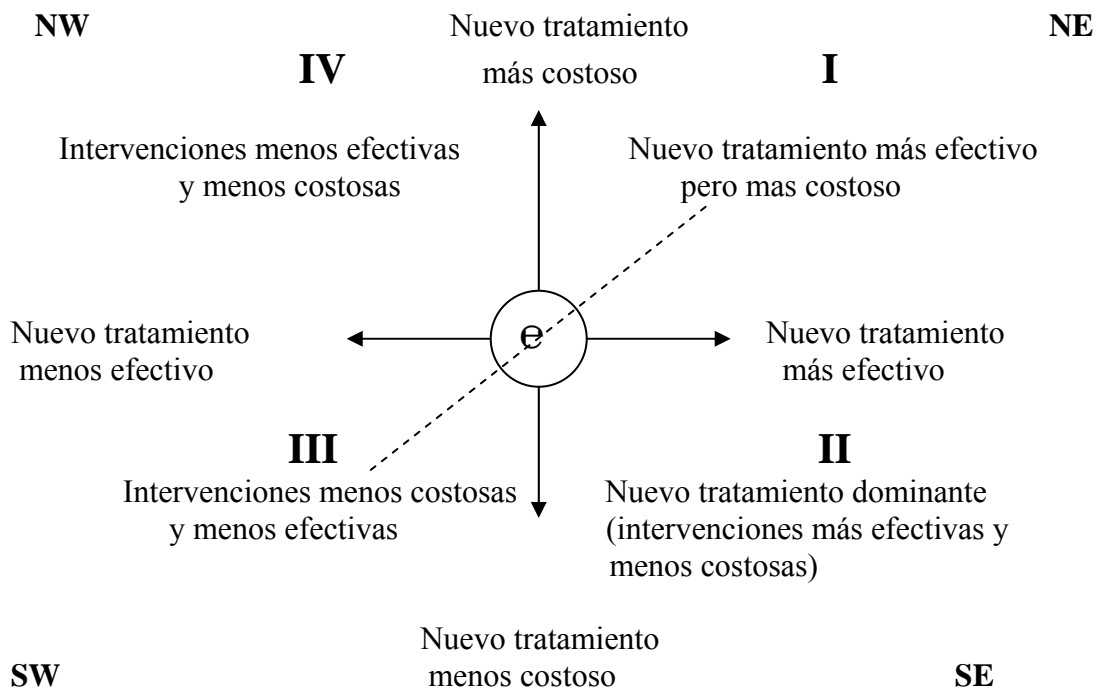 NW
Nuevo tratamiento
más costoso
NE
IV
I
Intervenciones menos efectivas
y menos costosas
Nuevo tratamiento más efectivo
pero mas costoso
Nuevo tratamiento
menos efectivo
℮
Nuevo tratamiento
más efectivo
III
II
Intervenciones menos costosas
y menos efectivas
Nuevo tratamiento dominante
(intervenciones más efectivas y
menos costosas)
Nuevo tratamiento
menos costoso
SW
SE